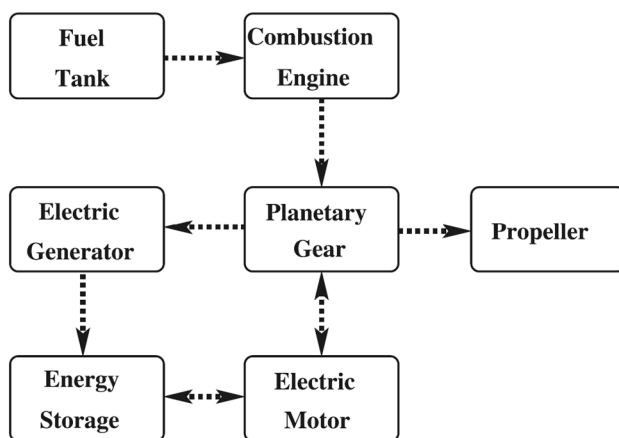 Fuel
Tank
Combustion
Engine
Electric
Generator
Planetary
Gear
Propeller
Energy
Storage
Electric
Motor